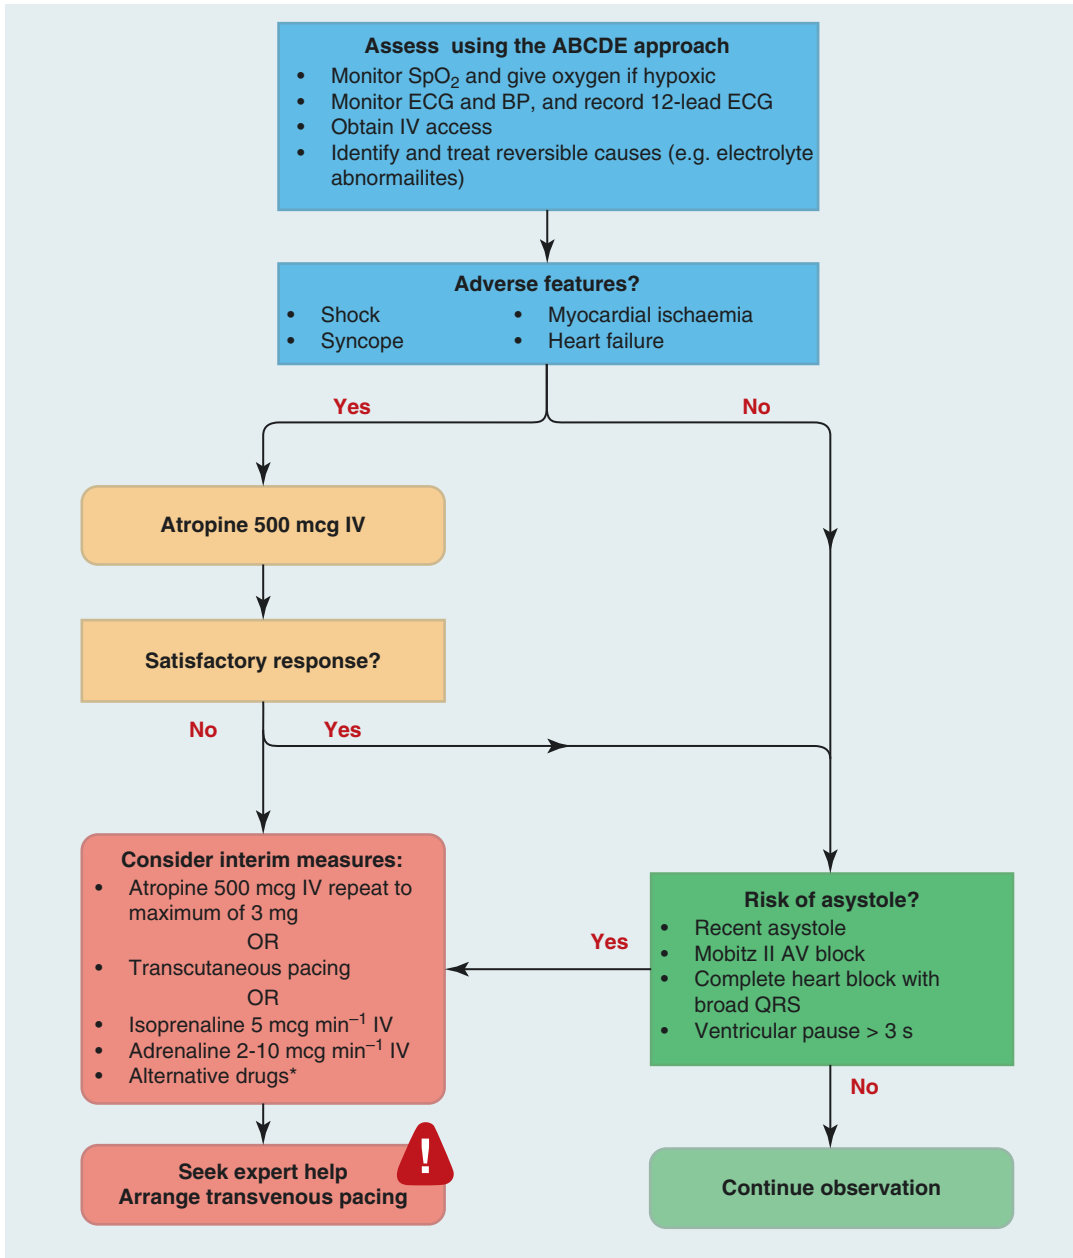 Assess using the ABCDE approach
• Monitor SpO₂ and give oxygen if hypoxic
• Monitor ECG and BP, and record 12-lead ECG
• Obtain IV access
• Identify and treat reversible causes (e.g. electrolyte
abnormailites)
Adverse features?
• Shock
• Syncope
• Myocardial ischaemia
• Heart failure
Yes
No
Atropine 500 mcg IV
Satisfactory response?
No
Yes
Consider interim measures:
• Atropine 500 mcg IV repeat to
maximum of 3 mg
OR
• Transcutaneous pacing
OR
• Isoprenaline 5 mcg min⁻¹ IV
• Adrenaline 2-10 mcg min⁻¹ IV
• Alternative drugs*
Yes
Risk of asystole?
• Recent asystole
• Mobitz II AV block
• Complete heart block with
broad QRS
• Ventricular pause > 3 s
No
!
Seek expert help
Arrange transvenous pacing
Continue observation